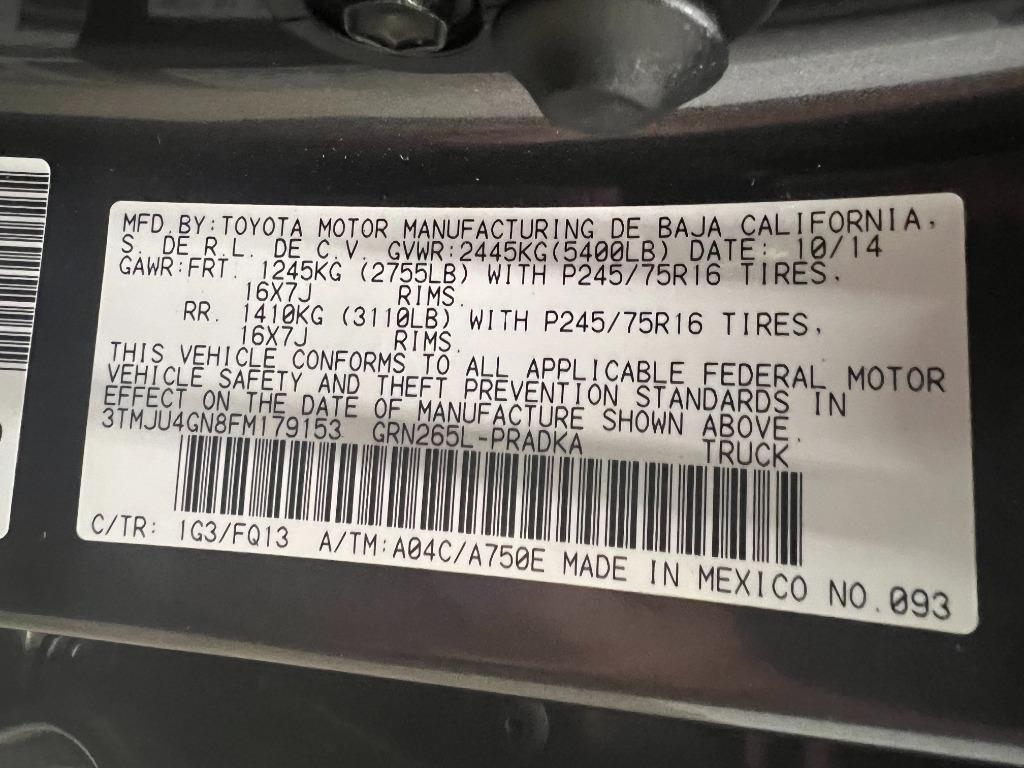 MFD.BY:TOYOTA MOTOR MANUFACTURING DE BAJA CALIFORNIA,
S. DE R.L. DE C.V. GVWR:2445KG(5400LB) DATE: 10/14
GAWR:FRT. 1245KG (2755LB) WITH P245/75R16 TIRES,
16X7J RIMS.
RR. 1410KG (3110LB) WITH P245/75R16 TIRES,
16X7J RIMS.
THIS VEHICLE CONFORMS TO ALL APPLICABLE FEDERAL MOTOR
VEHICLE SAFETY AND THEFT PREVENTION STANDARDS IN
EFFECT ON THE DATE OF MANUFACTURE SHOWN ABOVE.
3TMJU4GN8FM179153 GRN265L-PRADKA TRUCK
C/TR: 1G3/FQ13 A/TM:A04C/A750E MADE IN MEXICO NO.093